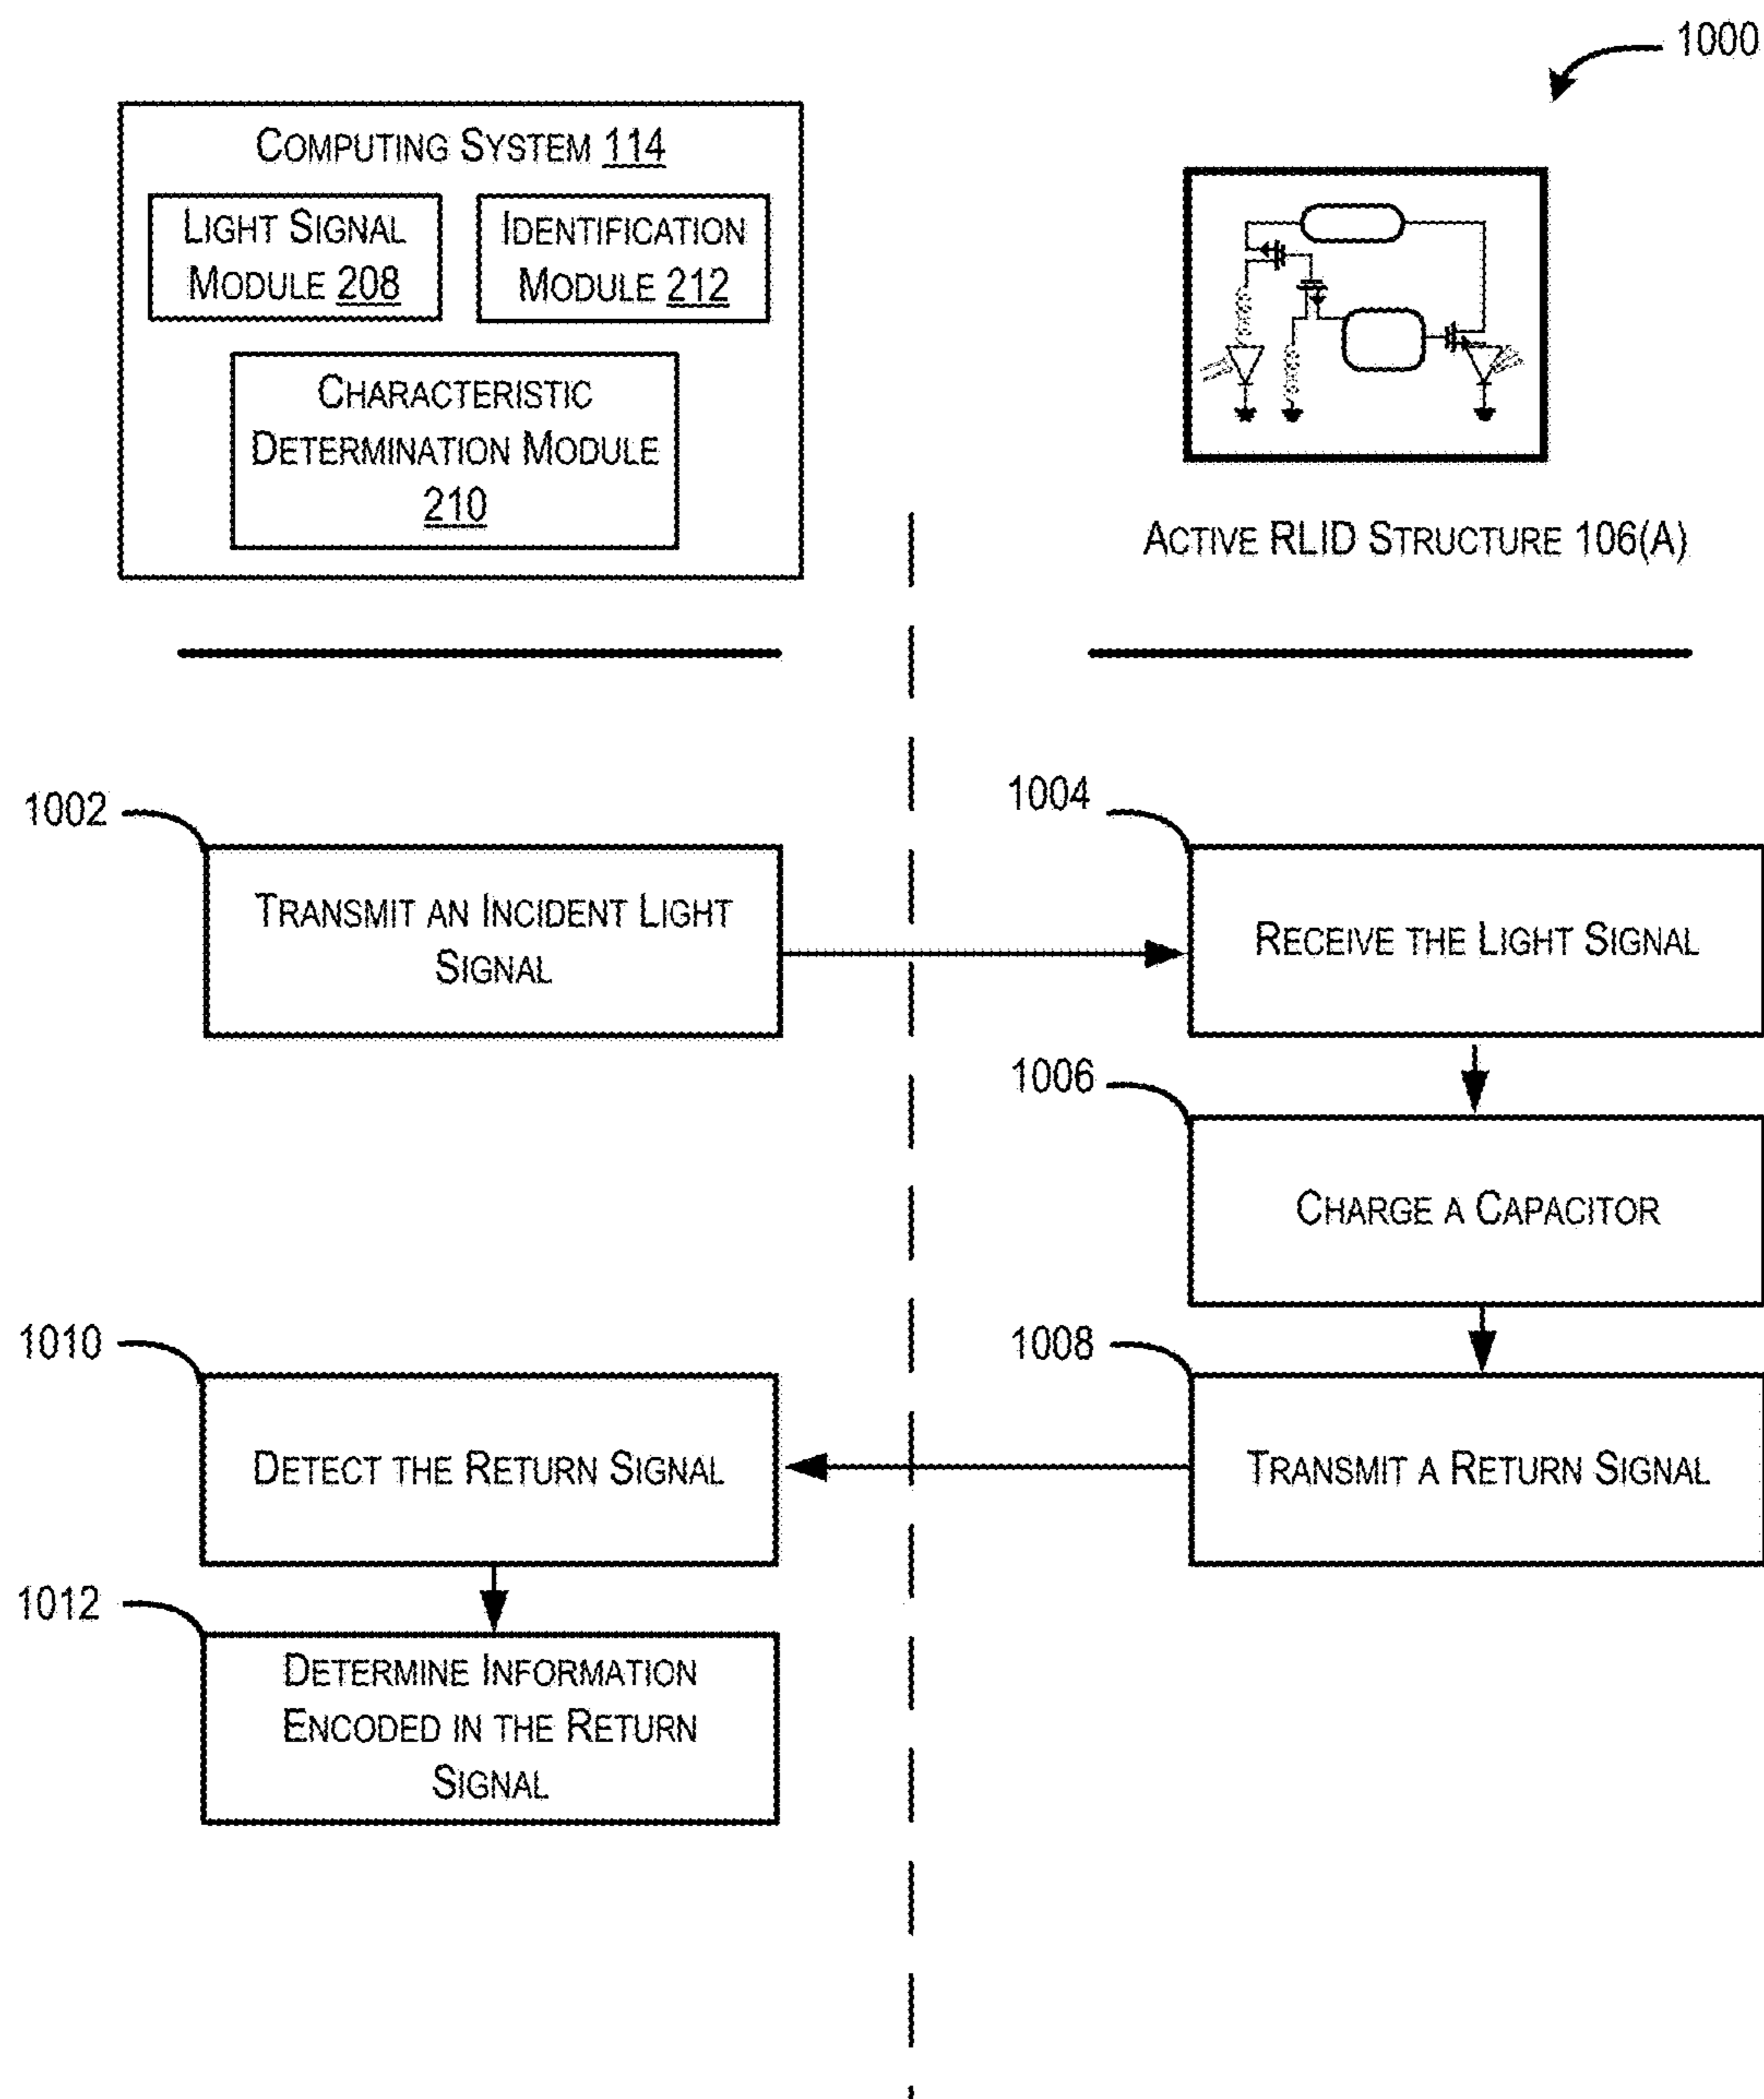 1000
COMPUTING SYSTEM 114
LIGHT SIGNAL
MODULE 208
IDENTIFICATION
MODULE 212
CHARACTERISTIC
DETERMINATION MODULE
210
ACTIVE RLID STRUCTURE 106(A)
1002
TRANSMIT AN INCIDENT LIGHT
SIGNAL
1004
RECEIVE THE LIGHT SIGNAL
1006
CHARGE A CAPACITOR
1008
TRANSMIT A RETURN SIGNAL
1010
DETECT THE RETURN SIGNAL
1012
DETERMINE INFORMATION
ENCODED IN THE RETURN
SIGNAL